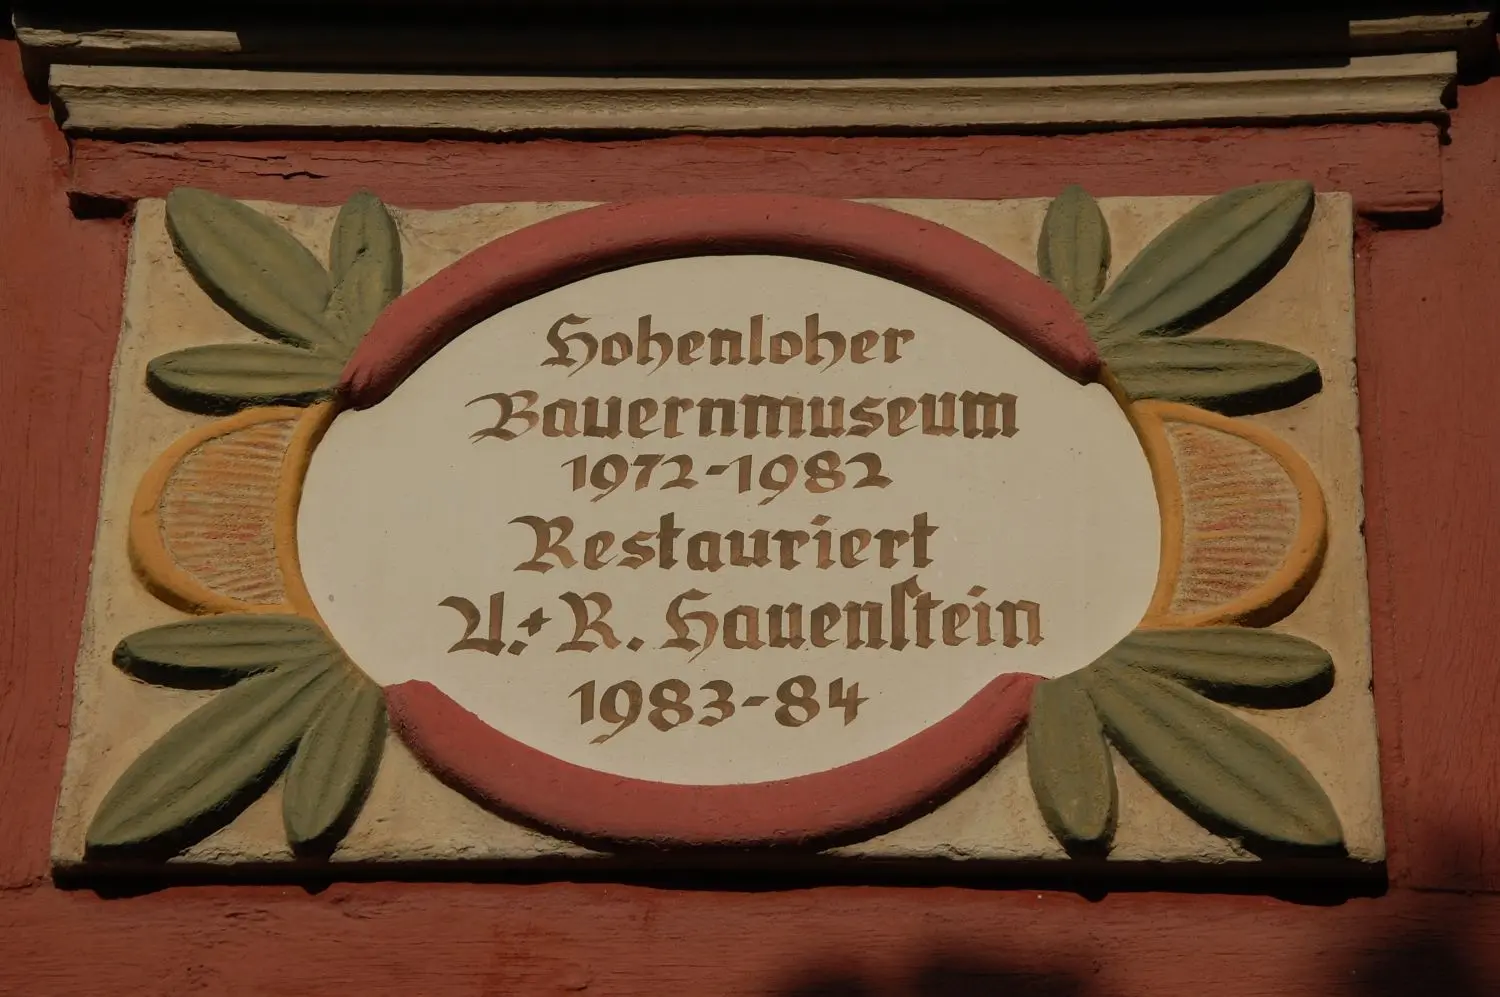 Hohenloher
Bauernmuseum
1972-1982
Restauriert
U.+R. Hauenstein
1983-84